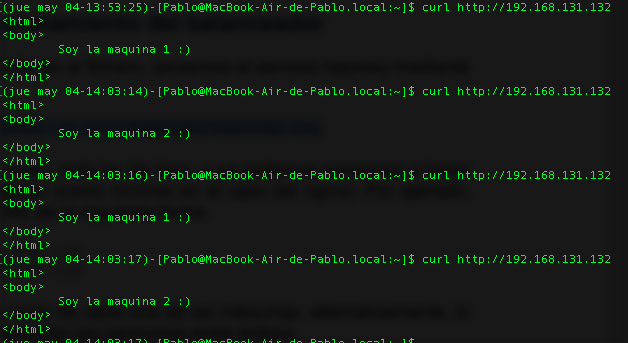 (jue may 04-13:53:25)-[Pablo@MacBook-Air-de-Pablo.local:~]$ curl http://192.168.131.132
<html>
<body>
Soy la maquina 1 :)
</body>
</html>
(jue may 04-14:03:14)-[Pablo@MacBook-Air-de-Pablo.local:~]$ curl http://192.168.131.132
<html>
<body>
Soy la maquina 2 :)
</body>
</html>
(jue may 04-14:03:16)-[Pablo@MacBook-Air-de-Pablo.local:~]$ curl http://192.168.131.132
<html>
<body>
Soy la maquina 1 :)
</body>
</html>
(jue may 04-14:03:17)-[Pablo@MacBook-Air-de-Pablo.local:~]$ curl http://192.168.131.132
<html>
<body>
Soy la maquina 2 :)
</body>
</html>
(jue may 04-14:03:17)-[Pablo@MacBook-Air-de-Pablo.local:~]$